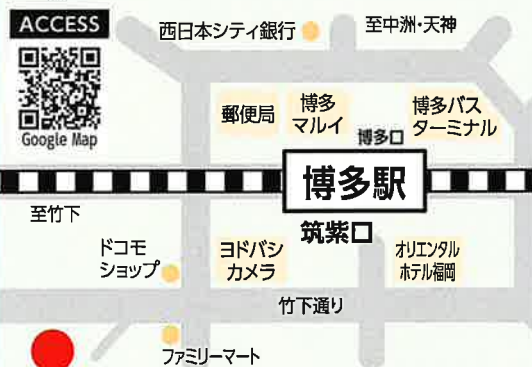 ACCESS
Google Map
西日本シティ銀行
至中洲・天神
郵便局
博多
マルイ
博多バス
ターミナル
博多口
博多駅
至竹下
筑紫口
ドコモ
ショップ
ヨドバシ
カメラ
オリエンタル
ホテル福岡
竹下通り
ファミリーマート